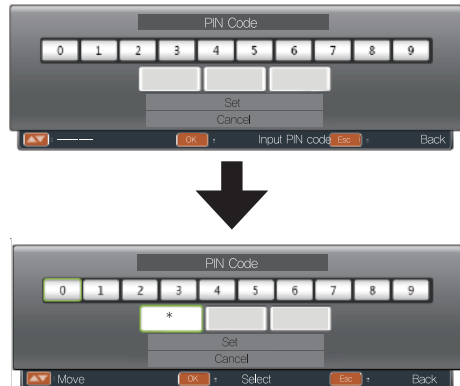 PIN Code
0 1 2 3 4 5 6 7 8 9
Set
Cancel
: ——— OK : Input PIN code Esc : Back
PIN Code
0 1 2 3 4 5 6 7 8 9
*
Set
Cancel
: Move OK : Select Esc : Back